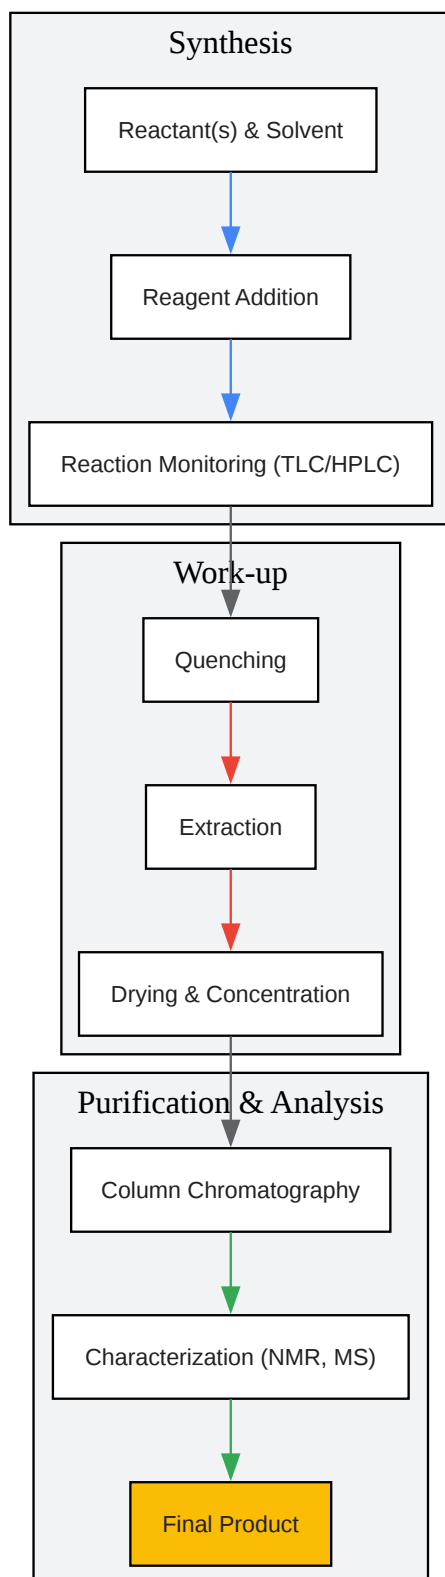 Synthesis
Reactant(s) & Solvent
Reagent Addition
Reaction Monitoring (TLC/HPLC)
Work-up
Quenching
Extraction
Drying & Concentration
Purification & Analysis
Column Chromatography
Characterization (NMR, MS)
Final Product